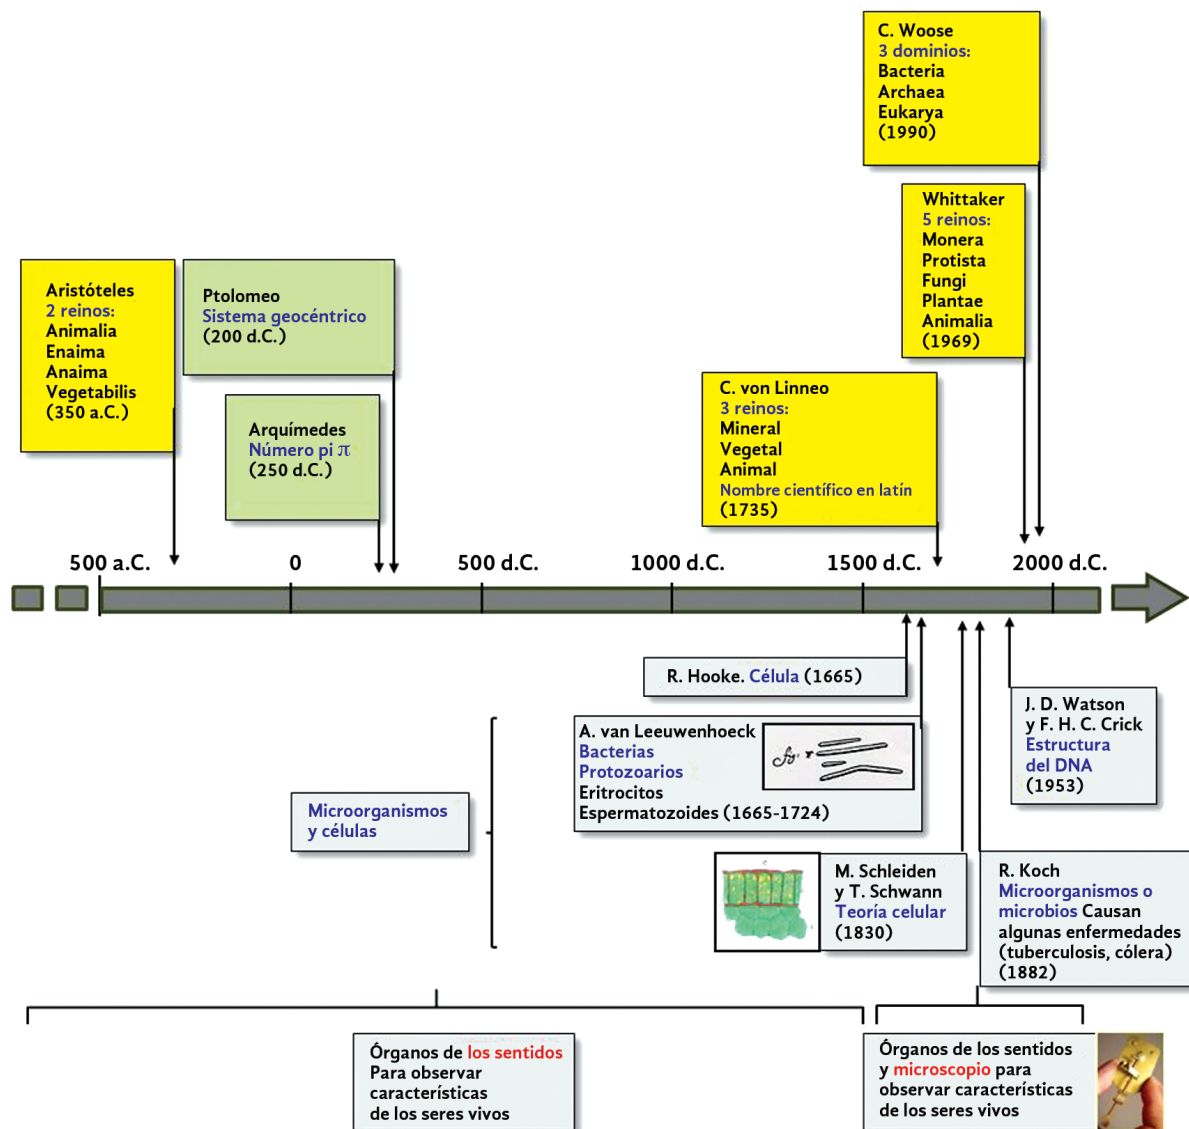 C. Woose
3 dominios:
Bacteria
Archaea
Eukarya
(1990)
Whittaker
5 reinos:
Monera
Protista
Fungi
Plantae
Animalia
(1969)
Aristóteles
2 reinos:
Animalia
Enaima
Anaima
Vegetabilis
(350 a.C.)
Ptolomeo
Sistema geocéntrico
(200 d.C.)
Arquímedes
Número pi π
(250 d.C.)
C. von Linneo
3 reinos:
Mineral
Vegetal
Animal
Nombre científico en latín
(1735)
500 a.C.
0
500 d.C.
1000 d.C.
1500 d.C.
2000 d.C.
R. Hooke. Célula (1665)
A. van Leeuwenhoeck
Bacterias
Protozoarios
Eritrocitos
Espermatozoides (1665-1724)
J. D. Watson
y F. H. C. Crick
Estructura
del DNA
(1953)
Microorganismos
y células
M. Schleiden
y T. Schwann
Teoría celular
(1830)
R. Koch
Microorganismos o
microbios Causan
algunas enfermedades
(tuberculosis, cólera)
(1882)
Órganos de los sentidos
Para observar
características
de los seres vivos
Órganos de los sentidos
y microscopio para
observar características
de los seres vivos